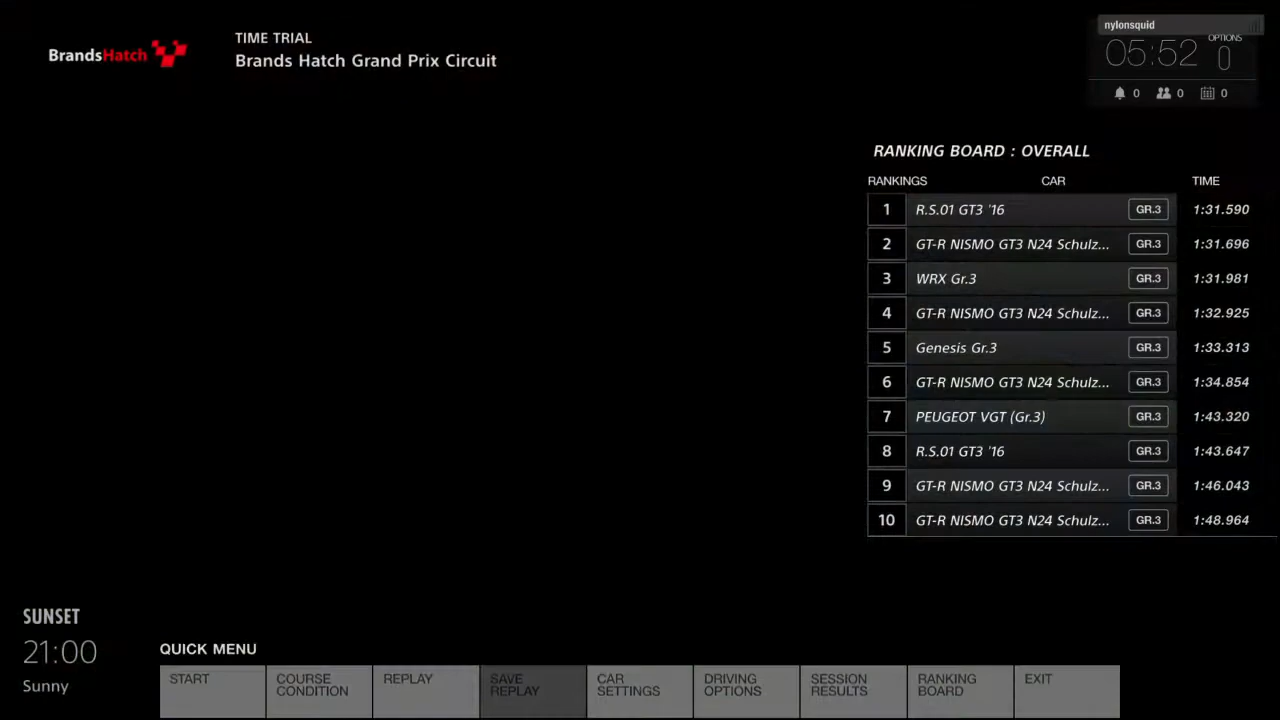 BrandsHatch
TIME TRIAL
Brands Hatch Grand Prix Circuit
nylonsquid
05:52
OPTIONS
0
0 0 0
RANKING BOARD : OVERALL
RANKINGS CAR TIME
1 R.S.01 GT3 '16 GR.3 1:31.590
2 GT-R NISMO GT3 N24 Schulz... GR.3 1:31.696
3 WRX Gr.3 GR.3 1:31.981
4 GT-R NISMO GT3 N24 Schulz... GR.3 1:32.925
5 Genesis Gr.3 GR.3 1:33.313
6 GT-R NISMO GT3 N24 Schulz... GR.3 1:34.854
7 PEUGEOT VGT (Gr.3) GR.3 1:43.320
8 R.S.01 GT3 '16 GR.3 1:43.647
9 GT-R NISMO GT3 N24 Schulz... GR.3 1:46.043
10 GT-R NISMO GT3 N24 Schulz... GR.3 1:48.964
SUNSET
21:00
Sunny
QUICK MENU
START
COURSE
CONDITION
REPLAY
SAVE
REPLAY
CAR
SETTINGS
DRIVING
OPTIONS
SESSION
RESULTS
RANKING
BOARD
EXIT